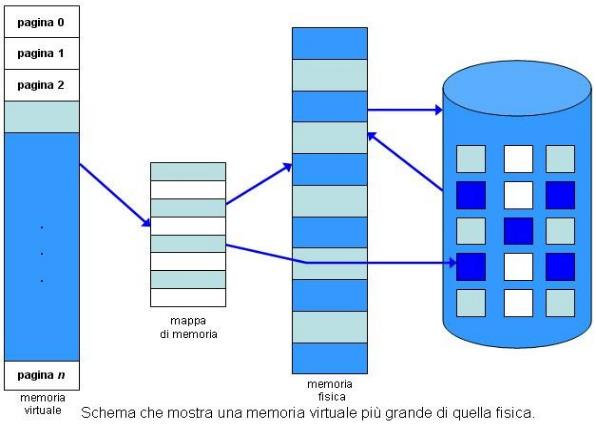 pagina 0
pagina 1
pagina 2
.
.
.
pagina n
memoria
virtuale
mappa
di memoria
memoria
fisica
Schema che mostra una memoria virtuale più grande di quella fisica.